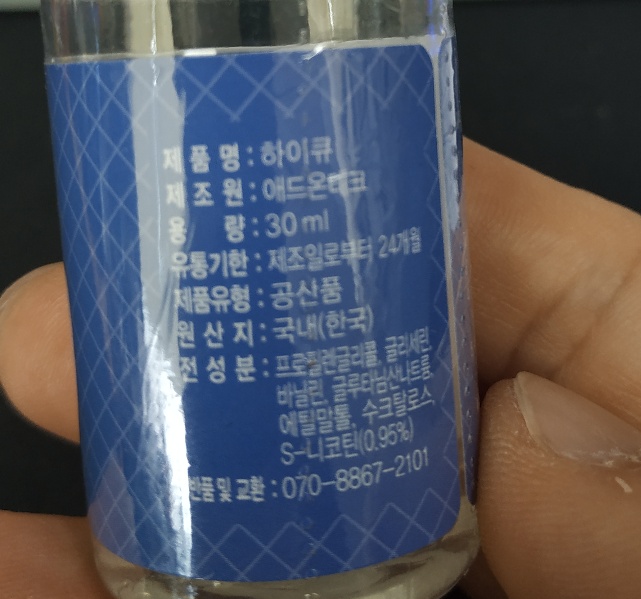 제품명 : 하이큐
제조원 : 애드온테크
용량 : 30ml
유통기한 : 제조일로부터 24개월
제품유형 : 공산품
원산지 : 국내(한국)
전성분 : 프로필렌글리콜, 글리세린,
바닐린, 글루타님산나트륨,
에틸말톨, 수크탈로스,
S-니코틴(0.95%)
반품 및 교환 : 070-8867-2101